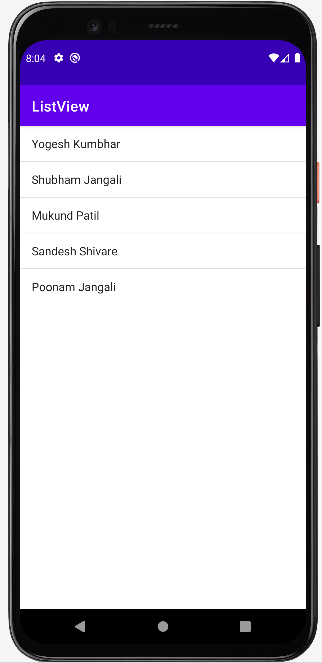 8:04
ListView
Yogesh Kumbhar
Shubham Jangali
Mukund Patil
Sandesh Shivare
Poonam Jangali